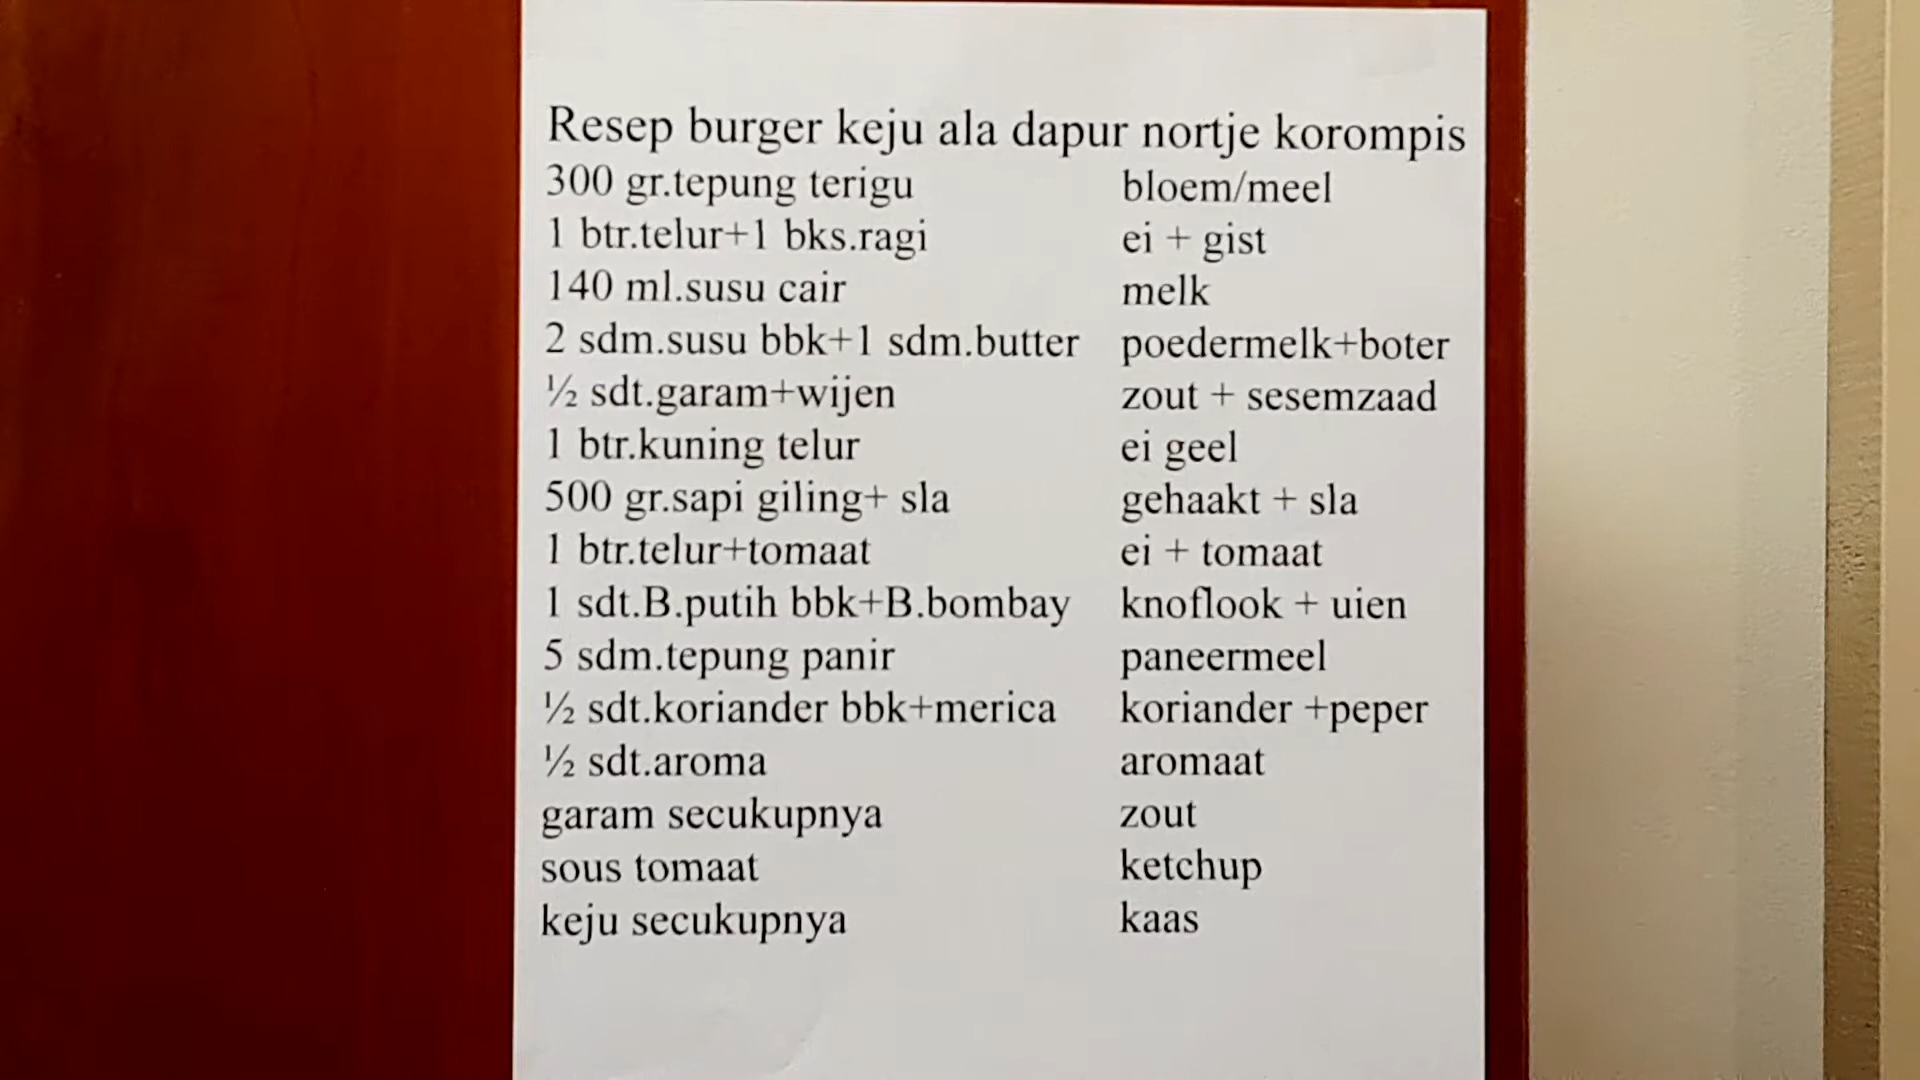 Resep burger keju ala dapur nortje korompis
300 gr.tepung terigu bloem/meel
1 btr.telur+1 bks.ragi ei + gist
140 ml.susu cair melk
2 sdm.susu bbk+1 sdm.butter poedermelk+boter
½ sdt.garam+wijen zout + sesemzaad
1 btr.kuning telur ei geel
500 gr.sapi giling+ sla gehaakt + sla
1 btr.telur+tomaat ei + tomaat
1 sdt.B.putih bbk+B.bombay knoflook + uien
5 sdm.tepung panir paneermeel
½ sdt.koriander bbk+merica koriander +peper
½ sdt.aroma aromaat
garam secukupnya zout
sous tomaat ketchup
keju secukupnya kaas